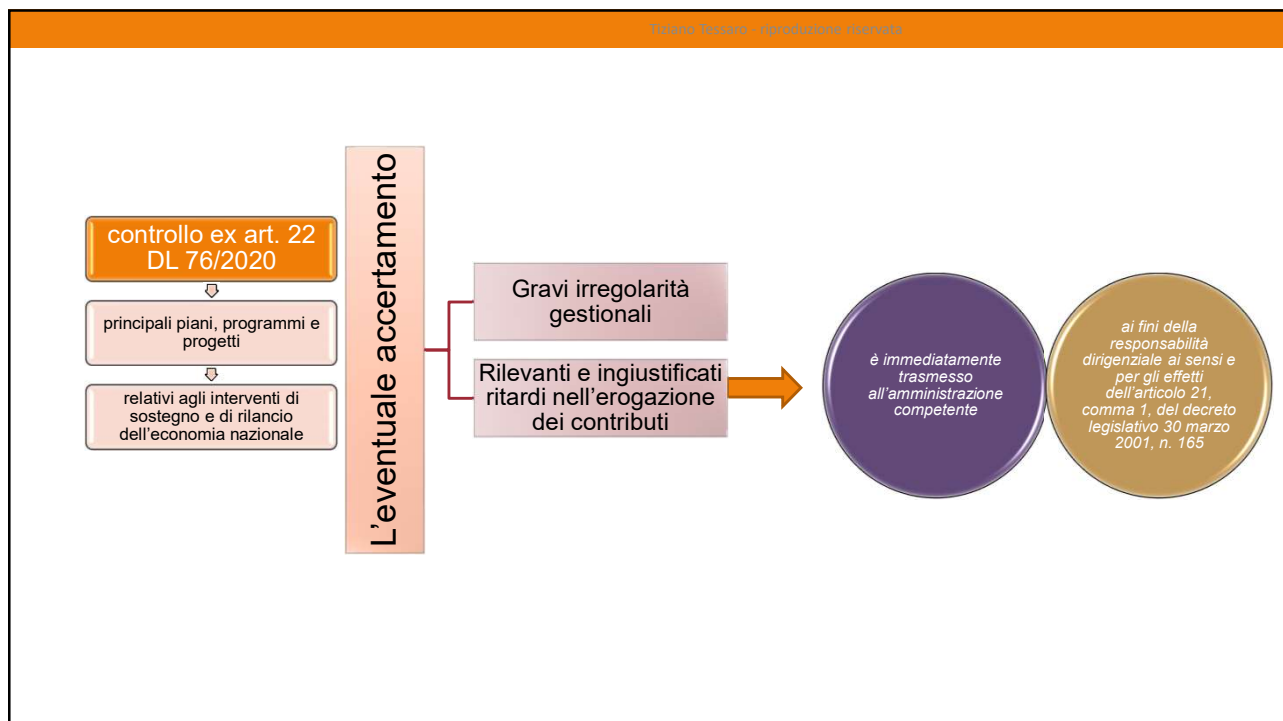 Tiziano Tessaro - riproduzione riservata
controllo ex art. 22
DL 76/2020
principali piani, programmi e
progetti
relativi agli interventi di
sostegno e di rilancio
dell’economia nazionale
L’eventuale accertamento
Gravi irregolarità
gestionali
Rilevanti e ingiustificati
ritardi nell’erogazione
dei contributi
è immediatamente
trasmesso
all’amministrazione
competente
ai fini della
responsabilità
dirigenziale ai sensi e
per gli effetti
dell’articolo 21,
comma 1, del decreto
legislativo 30 marzo
2001, n. 165